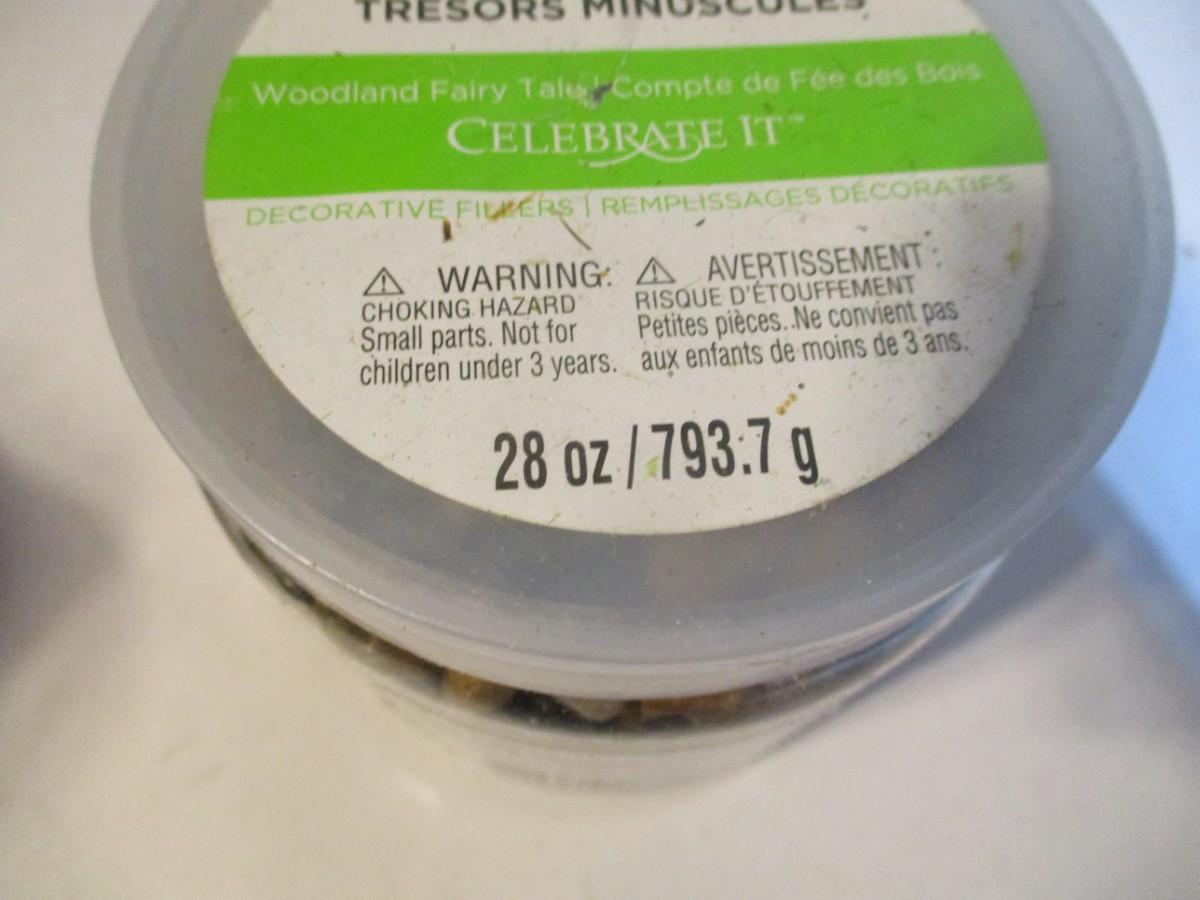 TRESORS MINUSCULES
Woodland Fairy Tale | Compte de Fée des Bois
CELEBRATE IT™
DECORATIVE FILLERS | REMPLISSAGES DÉCORATIFS
⚠ WARNING:
CHOKING HAZARD
Small parts. Not for
children under 3 years.
⚠ AVERTISSEMENT :
RISQUE D'ÉTOUFFEMENT
Petites pièces. Ne convient pas
aux enfants de moins de 3 ans.
28 oz / 793.7 g